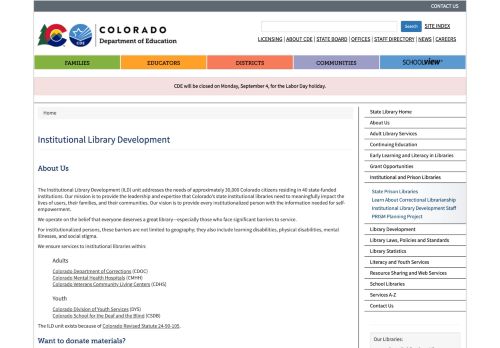 CONTACT US
COLORADO
Department of Education
CDE
Search
SITE INDEX
LICENSING | ABOUT CDE | STATE BOARD | OFFICES | STAFF DIRECTORY | NEWS | CAREERS
FAMILIES
EDUCATORS
DISTRICTS
COMMUNITIES
SCHOOLVIEW
CDE will be closed on Monday, September 4, for the Labor Day holiday.
Home
Institutional Library Development
About Us
The Institutional Library Development (ILD) unit addresses the needs of approximately 30,000 Colorado citizens residing in 40 state-funded
institutions. Our mission is to provide the leadership and expertise that Colorado's state institutional libraries need to meaningfully impact the
lives of users, their families, and their communities. Our vision is to provide every institutionalized person with the information needed for self-
empowerment.
We operate on the belief that everyone deserves a great library--especially those who face significant barriers to service.
For institutionalized persons, these barriers are not limited to geography; they also include learning disabilities, physical disabilities, mental
illnesses, and social stigma.
We ensure services to institutional libraries within:
Adults
Colorado Department of Corrections (CDOC)
Colorado Mental Health Hospitals (CMHH)
Colorado Veterans Community Living Centers (CDHS)
Youth
Colorado Division of Youth Services (DYS)
Colorado School for the Deaf and the Blind (CSDB)
The ILD unit exists because of Colorado Revised Statute 24-90-105.
Want to donate materials?
State Library Home
About Us
Adult Library Services
Continuing Education
Early Learning and Literacy in Libraries
Grant Opportunities
Institutional and Prison Libraries
State Prison Libraries
Learn About Correctional Librarianship
Institutional Library Development Staff
PRISM Planning Project
Library Development
Library Laws, Policies and Standards
Library Statistics
Literacy and Youth Services
Resource Sharing and Web Services
School Libraries
Services A-Z
Contact Us
Our Libraries: